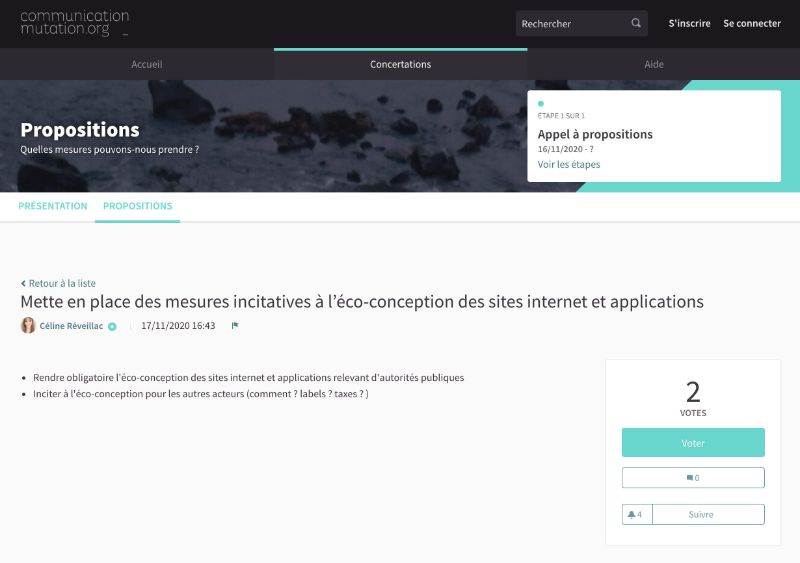 communication
mutation.org _
Rechercher
S'inscrire
Se connecter
Accueil
Concertations
Aide
Propositions
Quelles mesures pouvons-nous prendre ?
ÉTAPE 1 SUR 1
Appel à propositions
16/11/2020 - ?
Voir les étapes
PRÉSENTATION
PROPOSITIONS
Retour à la liste
Mette en place des mesures incitatives à l'éco-conception des sites internet et applications
Céline Réveillac
17/11/2020 16:43
Rendre obligatoire l'éco-conception des sites internet et applications relevant d'autorités publiques
Inciter à l'éco-conception pour les autres acteurs (comment ? labels ? taxes ? )
2
VOTES
Voter
0
4
Suivre